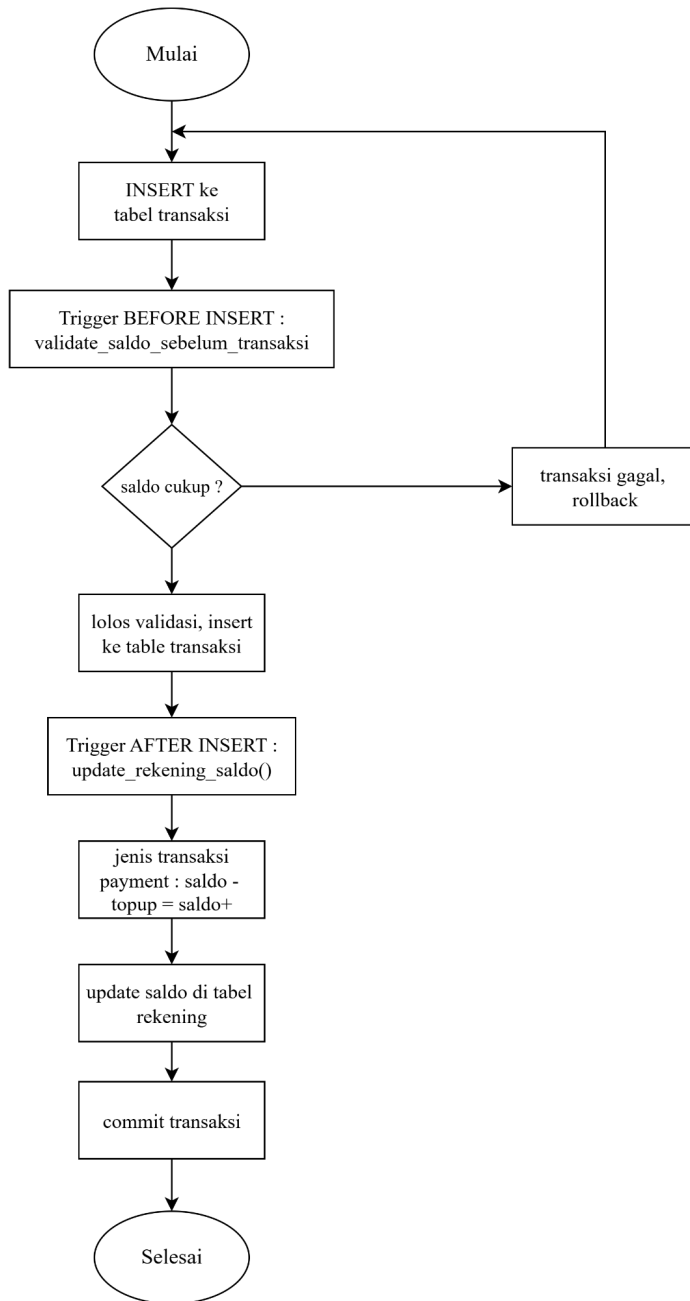 Mulai
INSERT ke
tabel transaksi
Trigger BEFORE INSERT :
validate_saldo_sebelum_transaksi
saldo cukup ?
transaksi gagal,
rollback
lolos validasi, insert
ke table transaksi
Trigger AFTER INSERT :
update_rekening_saldo()
jenis transaksi
payment : saldo -
topup = saldo+
update saldo di tabel
rekening
commit transaksi
Selesai